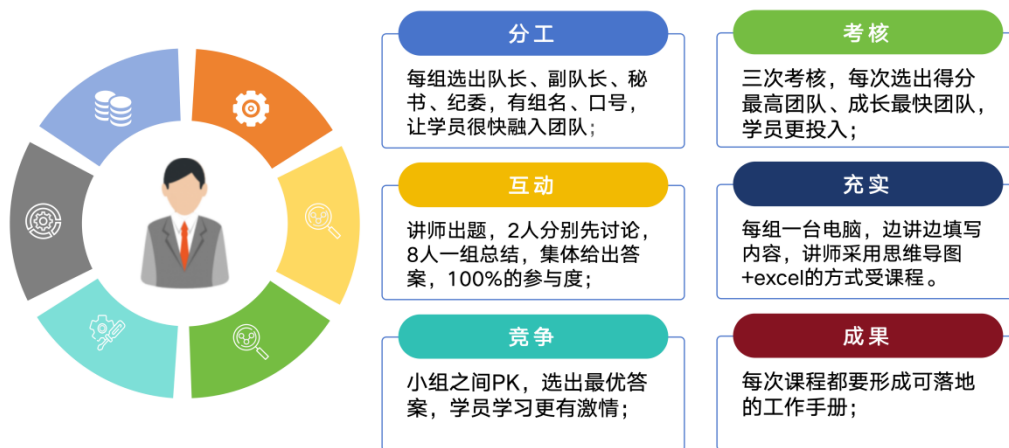 分工
每组选出队长、副队长、秘
书、纪委，有组名、口号，
让学员很快融入团队;
考核
三次考核，每次选出得分
最高团队、成长最快团队，
学员更投入；
互动
讲师出题，2人分别先讨论，
8人一组总结，集体给出答
案，100%的参与度；
充实
每组一台电脑，边讲边填写
内容，讲师采用思维导图
+excel的方式受课程。
竞争
小组之间PK，选出最优答
案，学员学习更有激情；
成果
每次课程都要形成可落地
的工作手册；